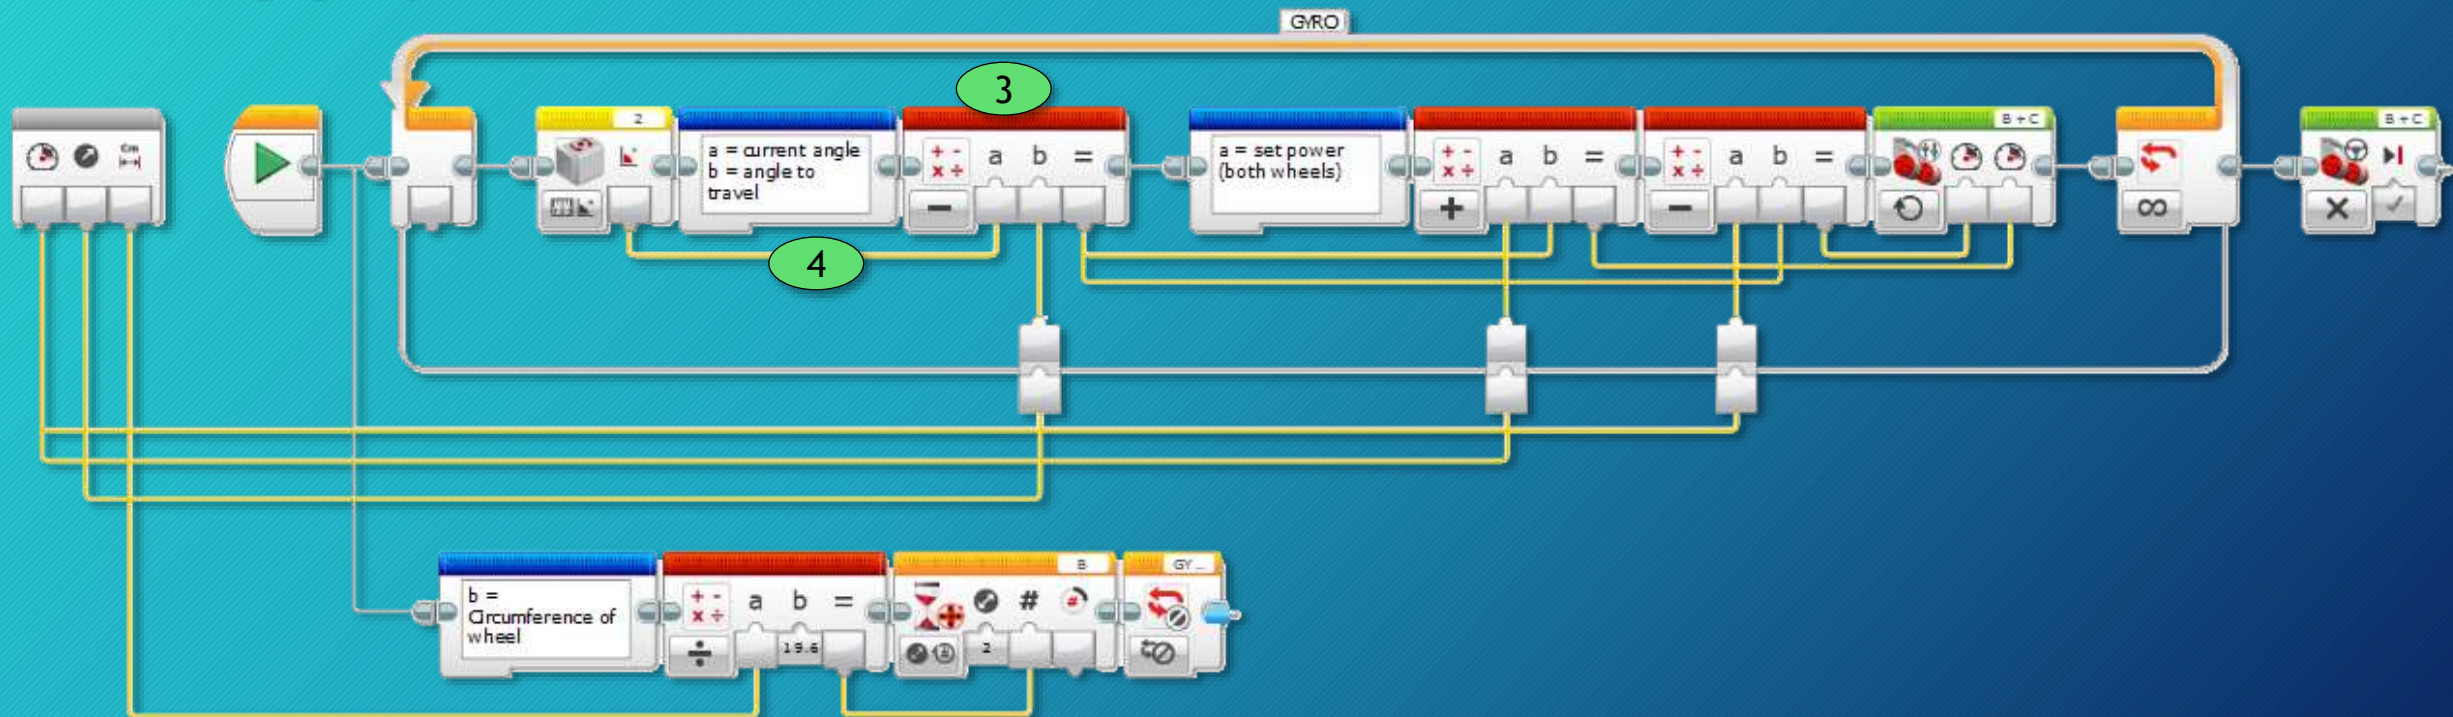 GYRO
3
2
B + C
B + C
Cm
a = current angle
b = angle to
travel
a b =
a = set power
(both wheels)
a b =
a b =
4
B
GY...
b =
Circumference of
wheel
a b =
#
#
19.6
2